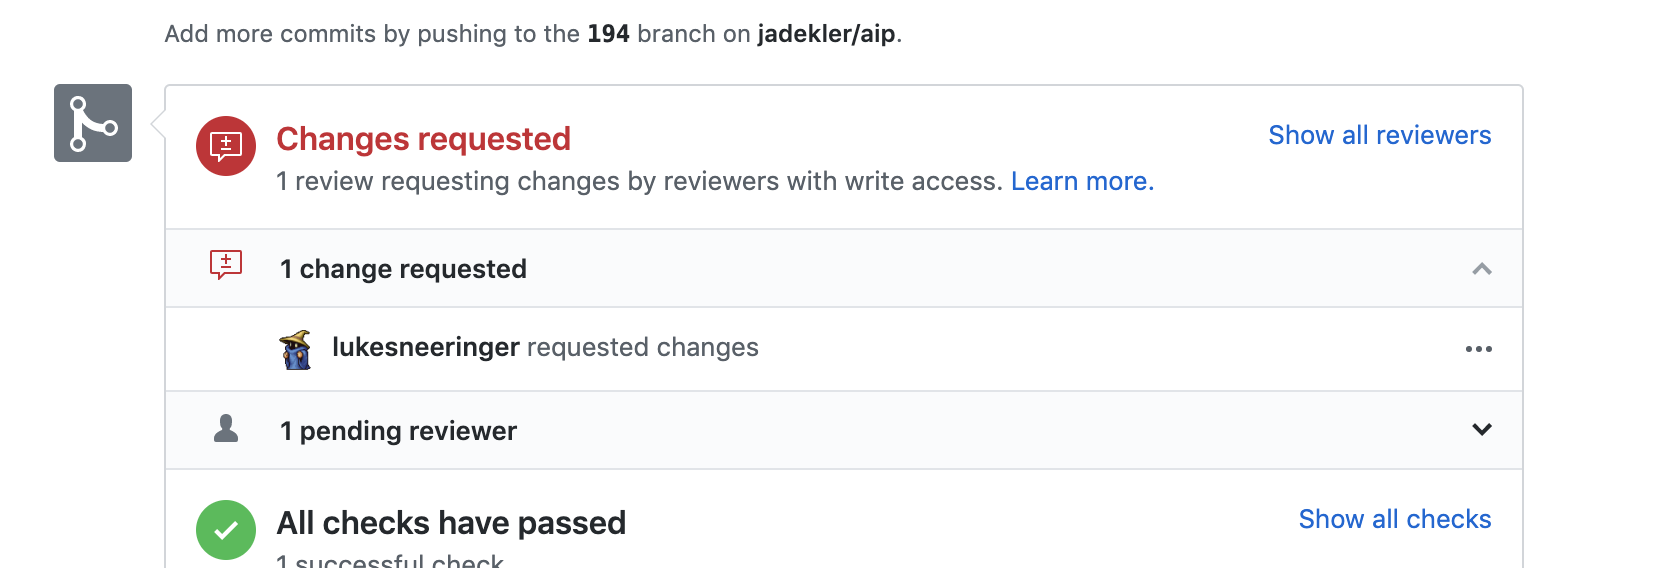 Add more commits by pushing to the 194 branch on jadekler/aip.
Changes requested
Show all reviewers
1 review requesting changes by reviewers with write access. Learn more.
1 change requested
lukesneeringer requested changes
1 pending reviewer
All checks have passed
Show all checks
1 successful check